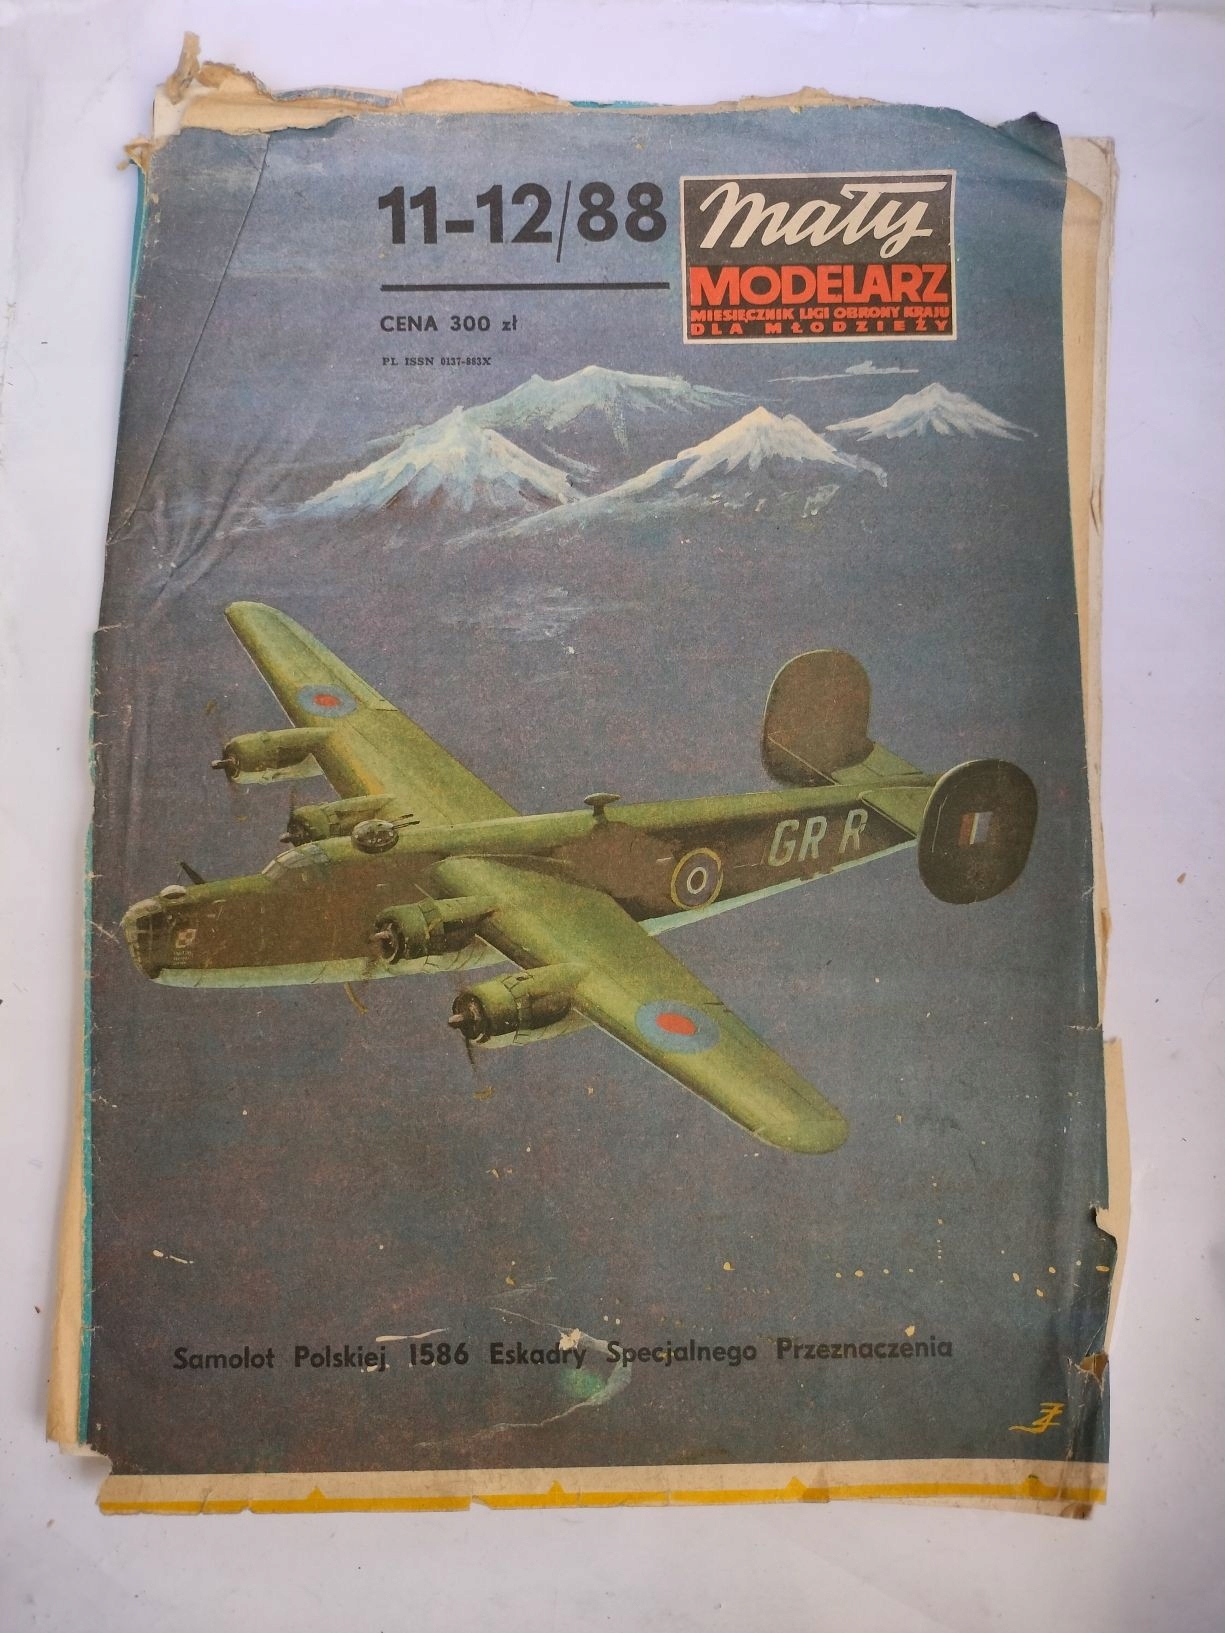 11-12/88
Mały
MODELARZ
MIESIĘCZNIK LIGI OBRONY KRAJU
DLA MŁODZIEŻY
CENA 300 zł
PL ISSN 0137-883X
GR R
Samolot Polskiej 1586 Eskadry Specjalnego Przeznaczenia